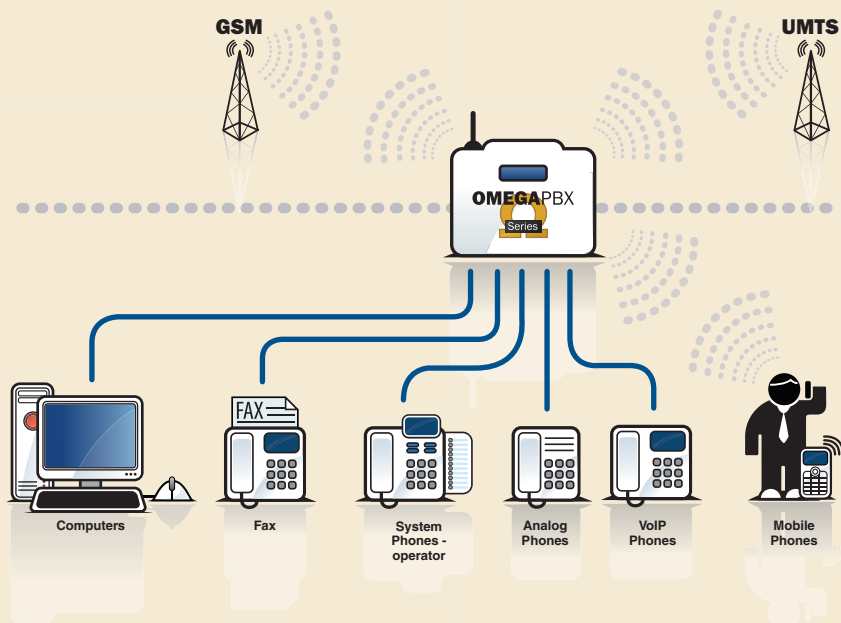 GSM
UMTS
OMEGAPBX
Series
FAX
Computers
Fax
System
Phones -
operator
Analog
Phones
VoIP
Phones
Mobile
Phones